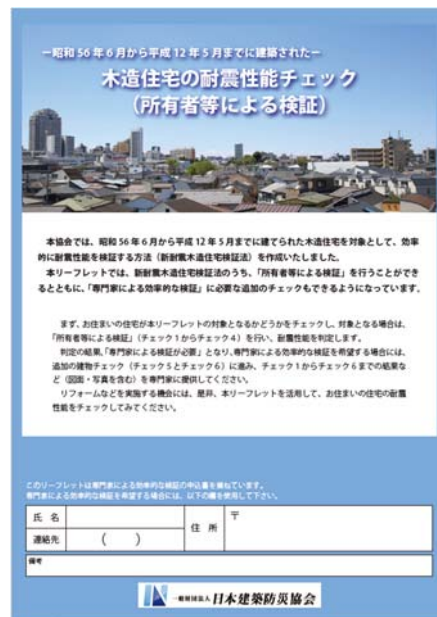 －昭和 56 年 6 月から平成 12 年 5 月までに建築された－
木造住宅の耐震性能チェック
（所有者等による検証）
本協会では、昭和 56 年 6 月から平成 12 年 5 月までに建てられた木造住宅を対象として、効率
的に耐震性能を検証する方法（新耐震木造住宅検証法）を作成いたしました。
本リーフレットでは、新耐震木造住宅検証法のうち、「所有者等による検証」を行うことができ
るとともに、「専門家による効率的な検証」に必要な追加のチェックもできるようになっています。
まず、お住まいの住宅が本リーフレットの対象となるかどうかをチェックし、対象となる場合は、
「所有者等による検証」（チェック1からチェック4）を行い、耐震性能を判定します。
判定の結果、「専門家による検証が必要」となり、専門家による効率的な検証を希望する場合には、
追加の建物チェック（チェック5とチェック6）に進み、チェック1からチェック6までの結果な
ど（図面・写真を含む）を専門家に提供してください。
リフォームなどを実施する機会には、是非、本リーフレットを活用して、お住まいの住宅の耐震
性能をチェックしてみてください。
このリーフレットは専門家による効率的な検証の申込書を兼ねています。
専門家による効率的な検証を希望する場合には、以下の欄を使用して下さい。
氏 名
住 所
〒
連絡先
（　　）
備考
一般財団法人 日本建築防災協会